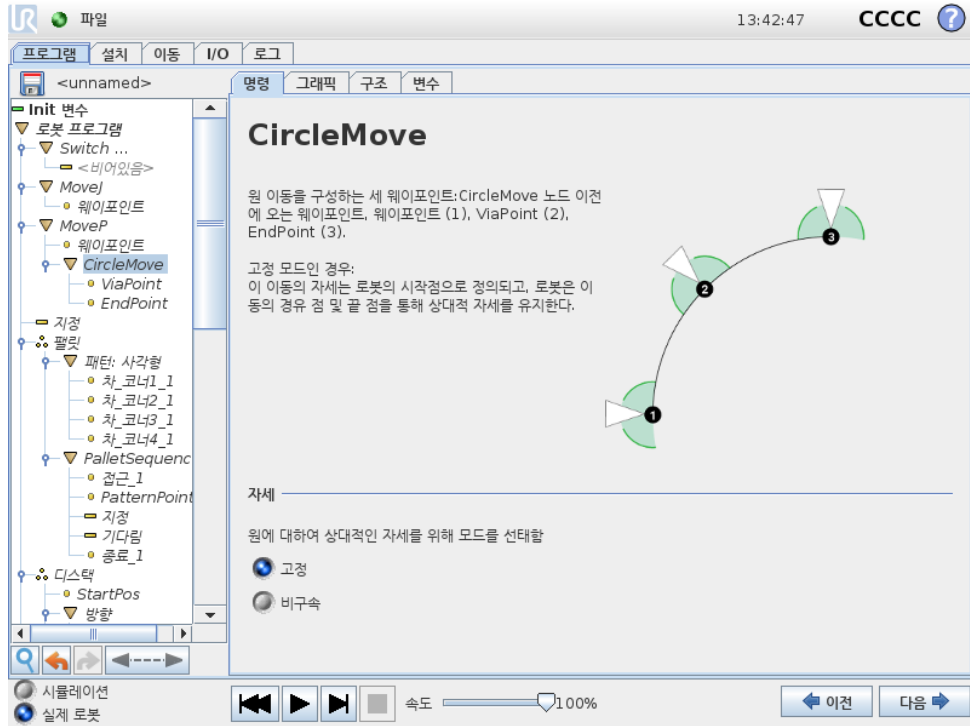 UR 파일 13:42:47 CCCC ?
프로그램 설치 이동 I/O 로그
<unnamed>
명령 그래픽 구조 변수
Init 변수
로봇 프로그램
Switch ...
<비어있음>
MoveJ
웨이포인트
MoveP
웨이포인트
CircleMove
ViaPoint
EndPoint
지정
팰릿
패턴: 사각형
차_코너1_1
차_코너2_1
차_코너3_1
차_코너4_1
PalletSequenc
접근_1
PatternPoint
지정
기다림
종료_1
디스택
StartPos
방향
CircleMove
원 이동을 구성하는 세 웨이포인트:CircleMove 노드 이전
에 오는 웨이포인트, 웨이포인트 (1), ViaPoint (2),
EndPoint (3).
고정 모드인 경우:
이 이동의 자세는 로봇의 시작점으로 정의되고, 로봇은 이
동의 경유 점 및 끝 점을 통해 상대적 자세를 유지한다.
3
2
1
자세
원에 대하여 상대적인 자세를 위해 모드를 선태함
고정
비구속
시뮬레이션
실제 로봇
속도 100%
이전 다음